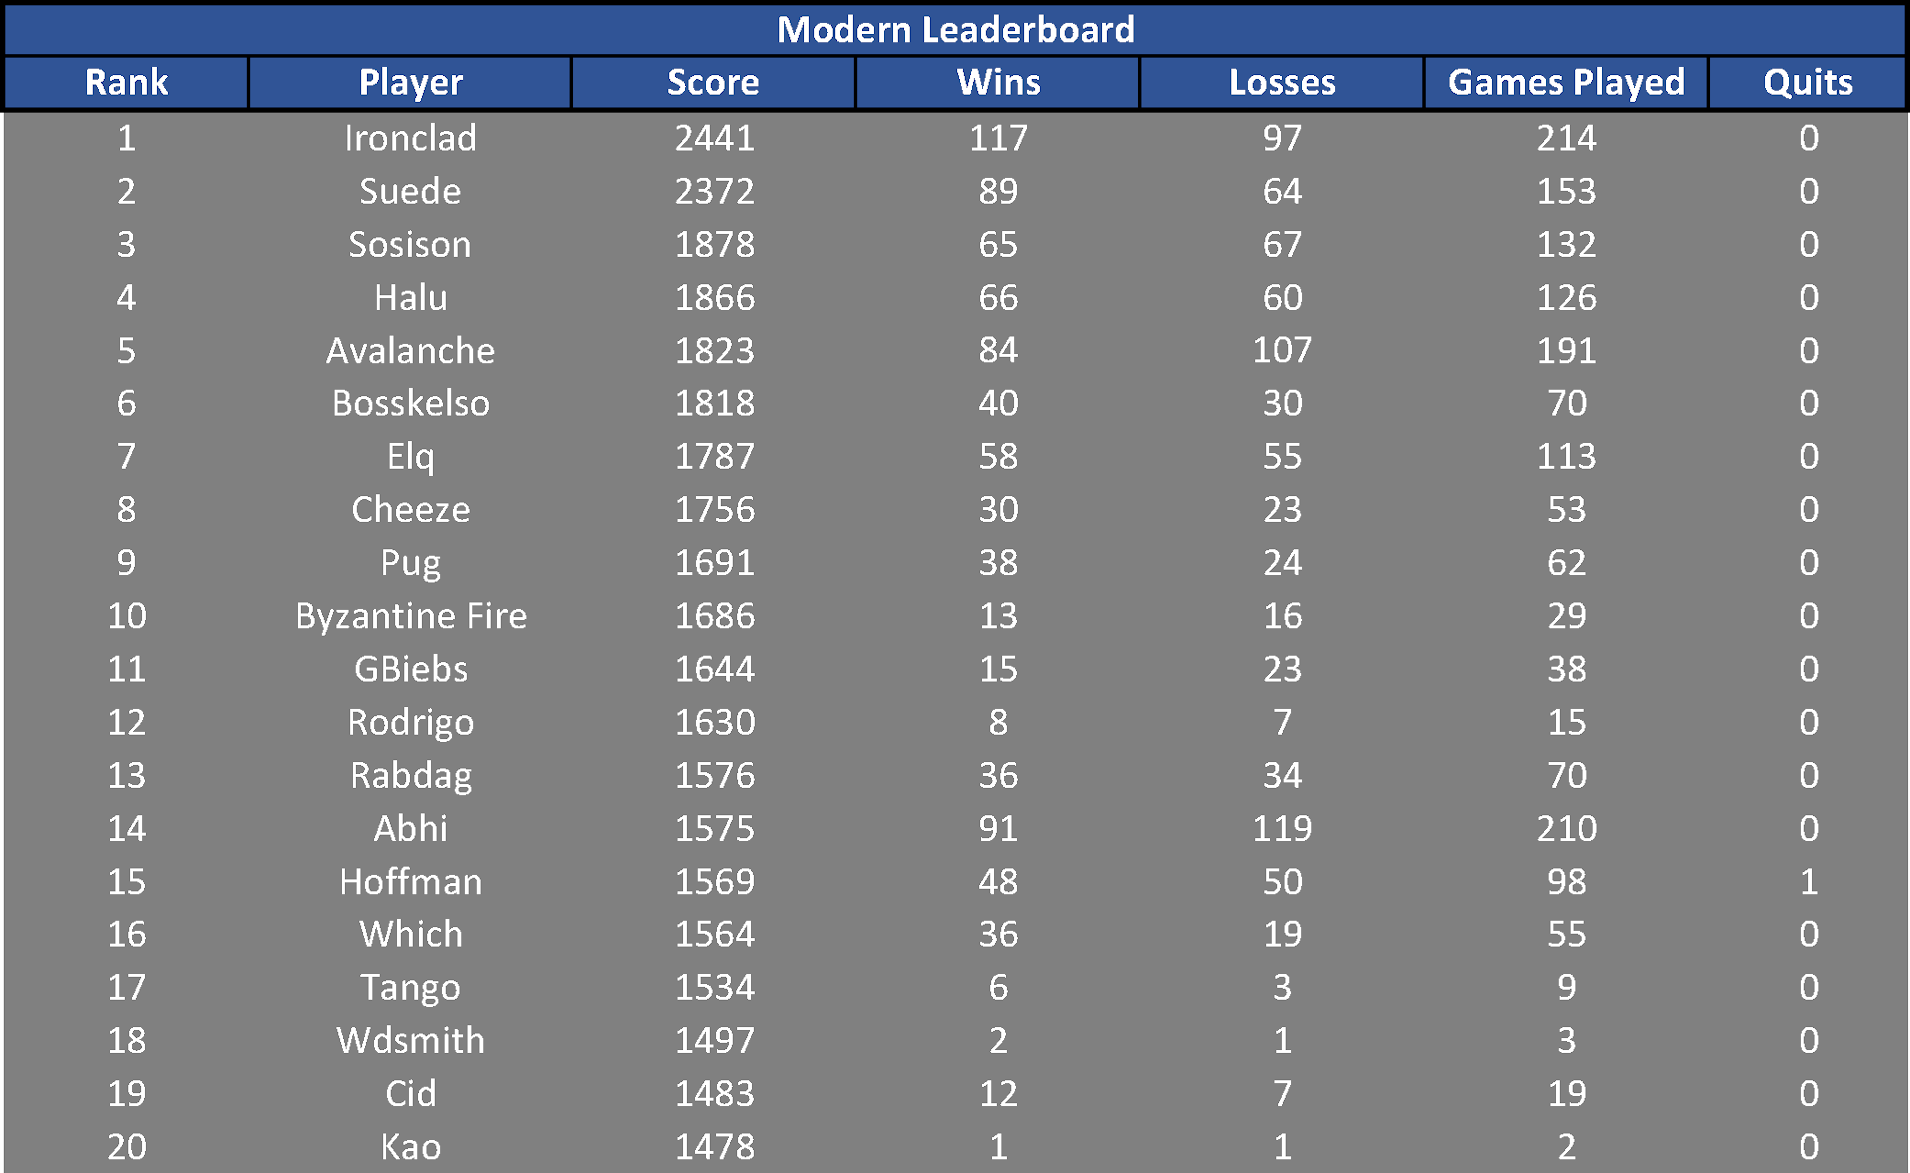 Modern Leaderboard
Rank Player Score Wins Losses Games Played Quits
1 Ironclad 2441 117 97 214 0
2 Suede 2372 89 64 153 0
3 Sosison 1878 65 67 132 0
4 Halu 1866 66 60 126 0
5 Avalanche 1823 84 107 191 0
6 Bosskelso 1818 40 30 70 0
7 Elq 1787 58 55 113 0
8 Cheeze 1756 30 23 53 0
9 Pug 1691 38 24 62 0
10 Byzantine Fire 1686 13 16 29 0
11 GBiebs 1644 15 23 38 0
12 Rodrigo 1630 8 7 15 0
13 Rabdag 1576 36 34 70 0
14 Abhi 1575 91 119 210 0
15 Hoffman 1569 48 50 98 1
16 Which 1564 36 19 55 0
17 Tango 1534 6 3 9 0
18 Wdsmith 1497 2 1 3 0
19 Cid 1483 12 7 19 0
20 Kao 1478 1 1 2 0